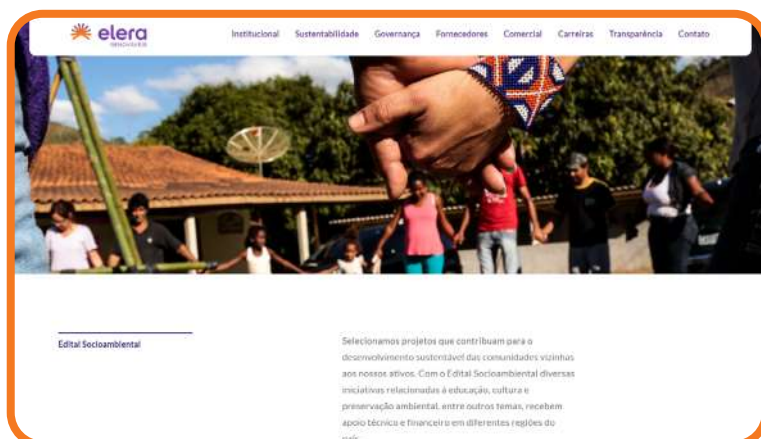 elera
RENOVÁVEIS
Institucional Sustentabilidade Governança Fornecedores Comercial Carreiras Transparência Contato
Edital Socioambiental
Selecionamos projetos que contribuam para o
desenvolvimento sustentável das comunidades vizinhas
aos nossos ativos. Com o Edital Socioambiental diversas
iniciativas relacionadas à educação, cultura e
preservação ambiental, entre outros temas, recebem
apoio técnico e financeiro em diferentes regiões do
país.